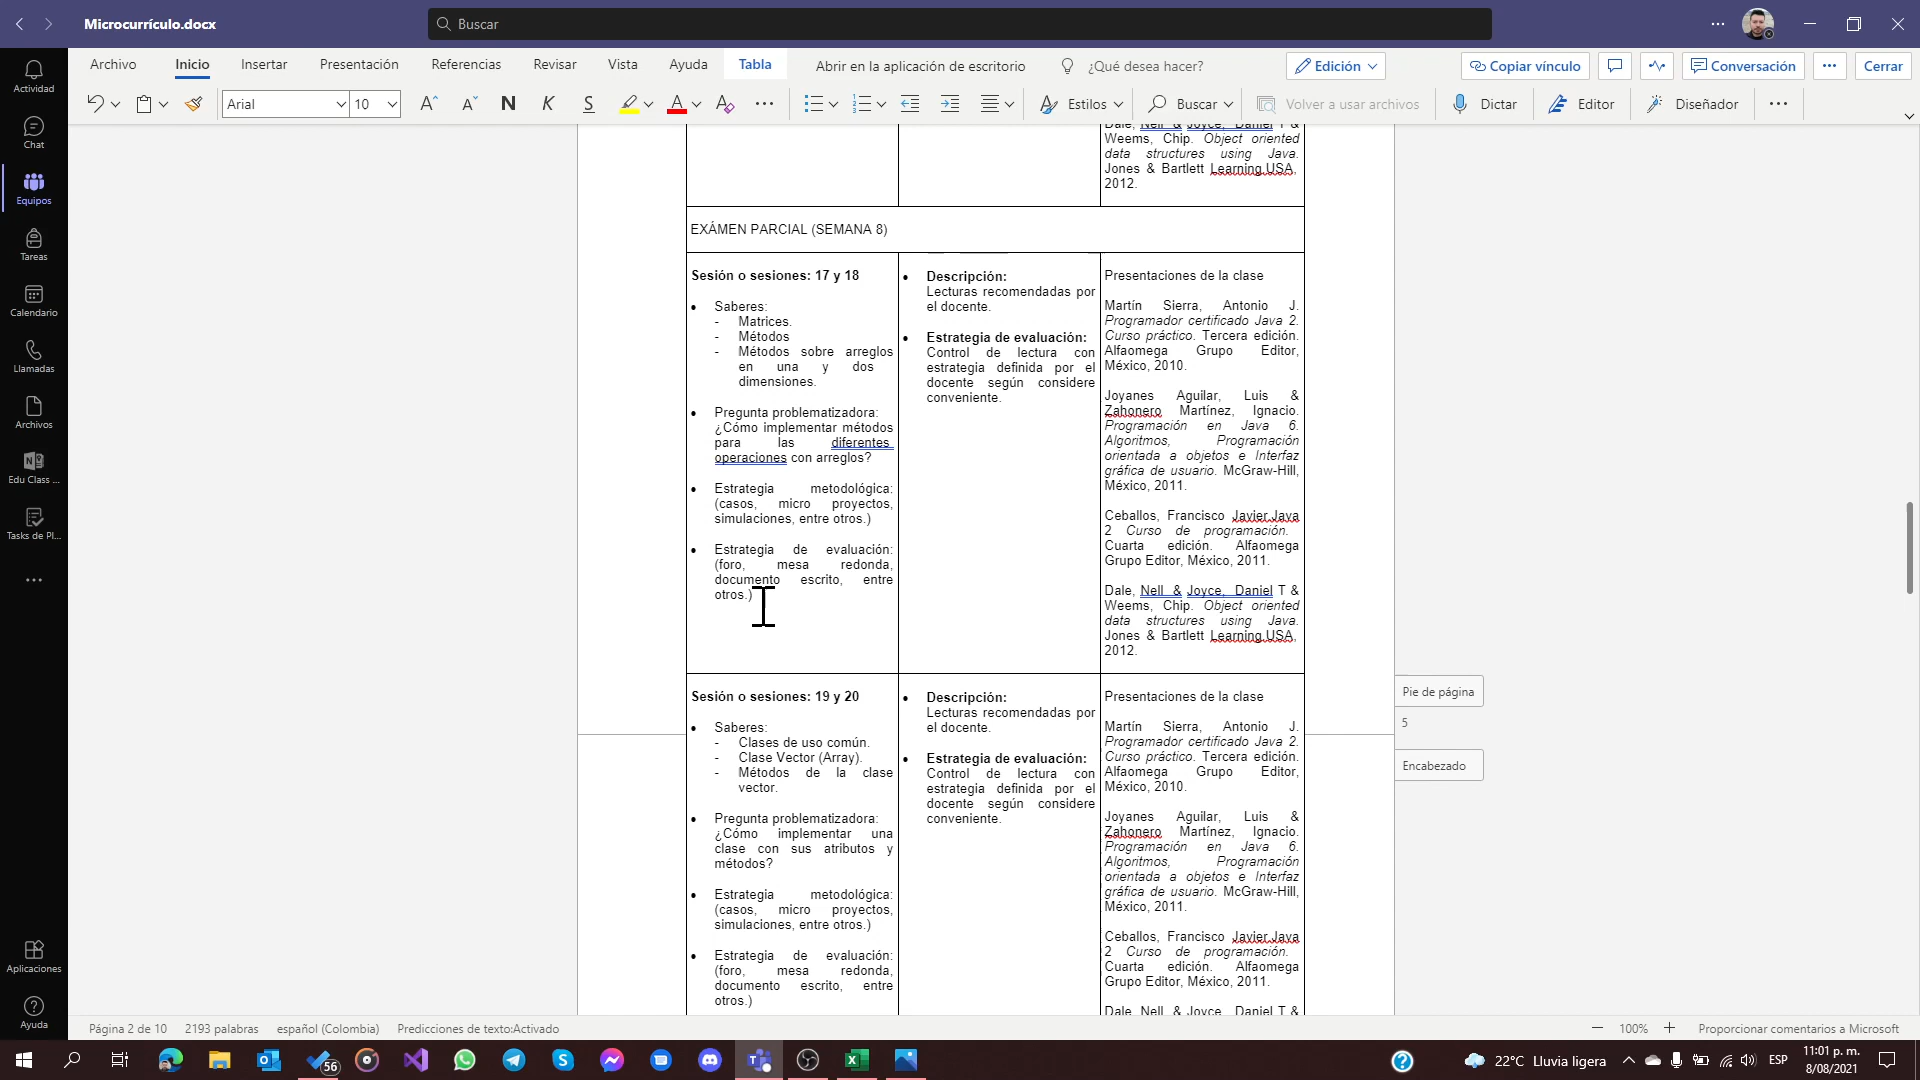 Microcurrículo.docx
Buscar
Archivo Inicio Insertar Presentación Referencias Revisar Vista Ayuda Tabla Abrir en la aplicación de escritorio ¿Qué desea hacer? Edición Copiar vínculo Conversación Cerrar
Arial 10 N K S A Estilos Buscar Volver a usar archivos Dictar Editor Diseñador
Actividad
Chat
Equipos
Tareas
Calendario
Llamadas
Archivos
Edu Class ...
Tasks de Pl...
Aplicaciones
Ayuda
Dale, Nell & Joyce, Daniel T &
Weems, Chip. Object oriented
data structures using Java.
Jones & Bartlett Learning.USA,
2012.
EXÁMEN PARCIAL (SEMANA 8)
Sesión o sesiones: 17 y 18
• Saberes:
- Matrices.
- Métodos
- Métodos sobre arreglos
en una y dos
dimensiones.
• Pregunta problematizadora:
¿Cómo implementar métodos
para las diferentes
operaciones con arreglos?
• Estrategia metodológica:
(casos, micro proyectos,
simulaciones, entre otros.)
• Estrategia de evaluación:
(foro, mesa redonda,
documento escrito, entre
otros.)
• Descripción:
Lecturas recomendadas por
el docente.
• Estrategia de evaluación:
Control de lectura con
estrategia definida por el
docente según considere
conveniente.
Presentaciones de la clase
Martín Sierra, Antonio J.
Programador certificado Java 2.
Curso práctico. Tercera edición.
Alfaomega Grupo Editor,
México, 2010.
Joyanes Aguilar, Luis &
Zahonero Martínez, Ignacio.
Programación en Java 6.
Algoritmos, Programación
orientada a objetos e Interfaz
gráfica de usuario. McGraw-Hill,
México, 2011.
Ceballos, Francisco Javier.Java
2 Curso de programación.
Cuarta edición. Alfaomega
Grupo Editor, México, 2011.
Dale, Nell & Joyce, Daniel T &
Weems, Chip. Object oriented
data structures using Java.
Jones & Bartlett Learning.USA,
2012.
Sesión o sesiones: 19 y 20
• Saberes:
- Clases de uso común.
- Clase Vector (Array).
- Métodos de la clase
vector.
• Pregunta problematizadora:
¿Cómo implementar una
clase con sus atributos y
métodos?
• Estrategia metodológica:
(casos, micro proyectos,
simulaciones, entre otros.)
• Estrategia de evaluación:
(foro, mesa redonda,
documento escrito, entre
otros.)
• Descripción:
Lecturas recomendadas por
el docente.
• Estrategia de evaluación:
Control de lectura con
estrategia definida por el
docente según considere
conveniente.
Presentaciones de la clase
Martín Sierra, Antonio J.
Programador certificado Java 2.
Curso práctico. Tercera edición.
Alfaomega Grupo Editor,
México, 2010.
Joyanes Aguilar, Luis &
Zahonero Martínez, Ignacio.
Programación en Java 6.
Algoritmos, Programación
orientada a objetos e Interfaz
gráfica de usuario. McGraw-Hill,
México, 2011.
Ceballos, Francisco Javier.Java
2 Curso de programación.
Cuarta edición. Alfaomega
Grupo Editor, México, 2011.
Dale, Nell & Joyce, Daniel T &
Pie de página
5
Encabezado
Página 2 de 10 2193 palabras español (Colombia) Predicciones de texto:Activado 100% Proporcionar comentarios a Microsoft
56 22°C Lluvia ligera ESP 11:01 p. m.
8/08/2021